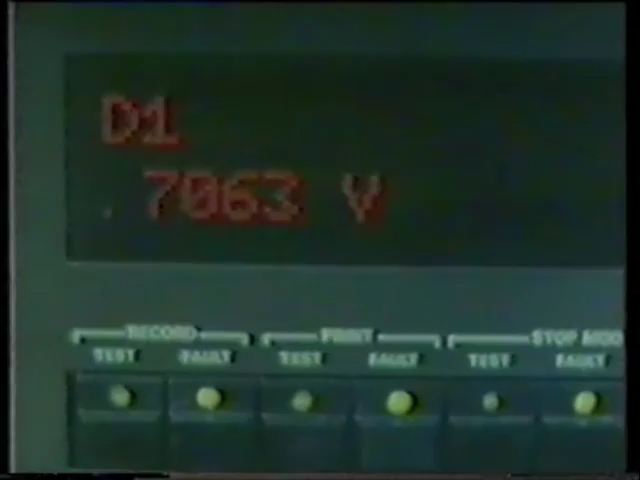 D1
.7063 V
RECORD PRINT STOP MOD
TEST FAULT TEST FAULT TEST FAULT